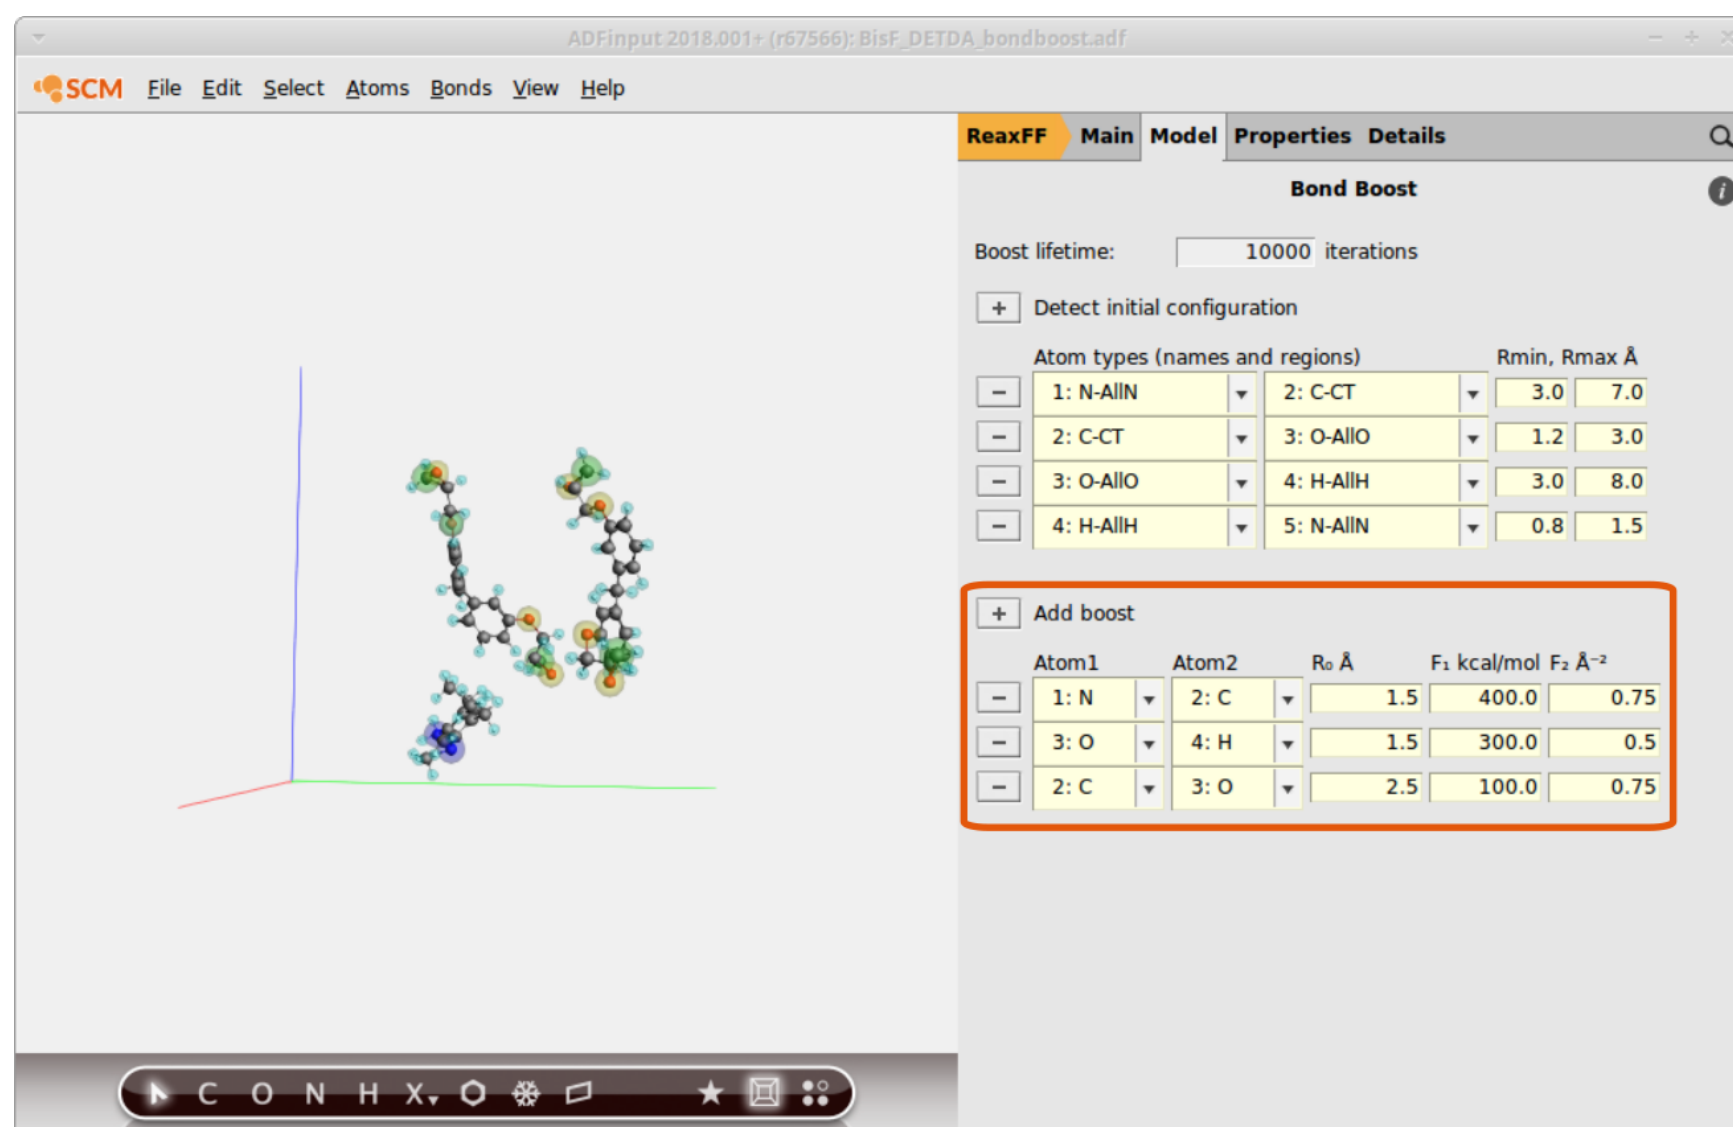 ADFinput 2018.001+ (r67566): BisF_DETDA_bondboost.adf
SCM File Edit Select Atoms Bonds View Help
ReaxFF Main Model Properties Details
Bond Boost
Boost lifetime: 10000 iterations
+ Detect initial configuration
Atom types (names and regions) Rmin, Rmax Å
− 1: N-AllN 2: C-CT 3.0 7.0
− 2: C-CT 3: O-AllO 1.2 3.0
− 3: O-AllO 4: H-AllH 3.0 8.0
− 4: H-AllH 5: N-AllN 0.8 1.5
+ Add boost
Atom1 Atom2 R₀ Å F₁ kcal/mol F₂ Å⁻²
− 1: N 2: C 1.5 400.0 0.75
− 3: O 4: H 1.5 300.0 0.5
− 2: C 3: O 2.5 100.0 0.75
C O N H X